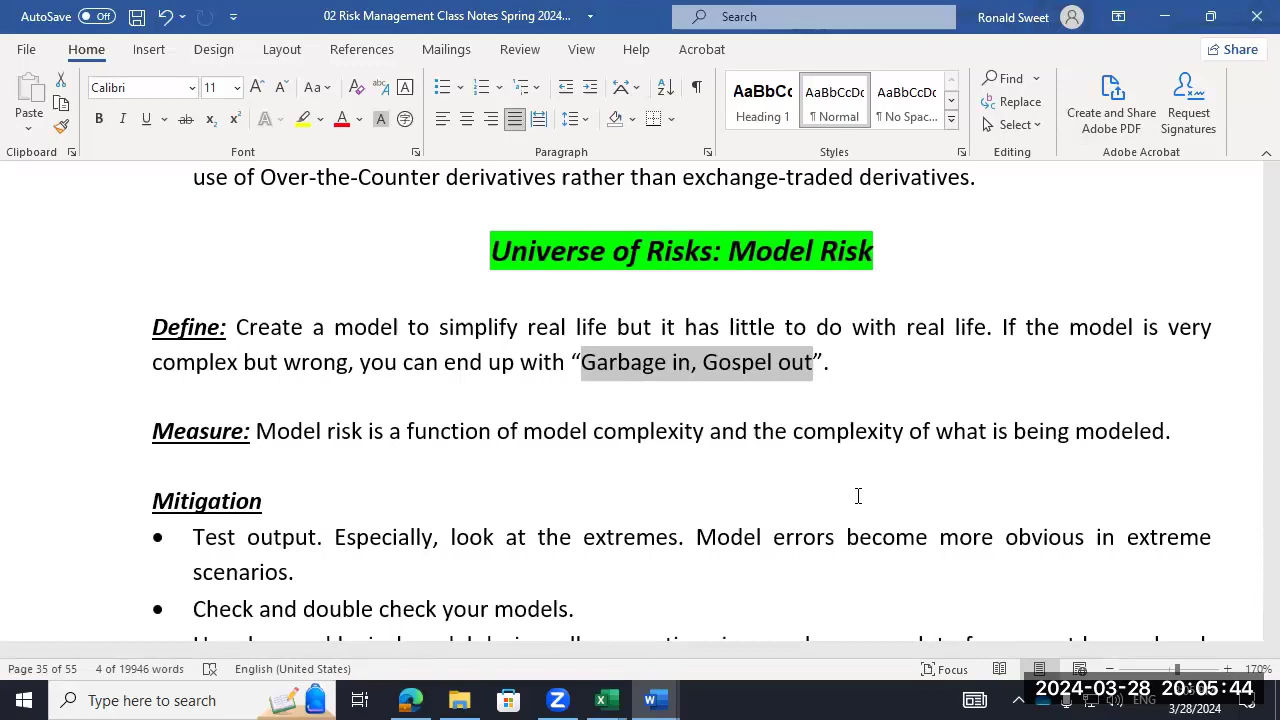 AutoSave Off 02 Risk Management Class Notes Spring 2024... Search Ronald Sweet
File Home Insert Design Layout References Mailings Review View Help Acrobat Share
Paste Calibri 11 Find AaBbCc AaBbCcDc AaBbCcDc Replace Create and Share Request
Heading 1 ¶ Normal ¶ No Spac... Select Adobe PDF Signatures
Clipboard Font Paragraph Styles Editing Adobe Acrobat
use of Over-the-Counter derivatives rather than exchange-traded derivatives.
Universe of Risks: Model Risk
Define: Create a model to simplify real life but it has little to do with real life. If the model is very
complex but wrong, you can end up with “Garbage in, Gospel out”.
Measure: Model risk is a function of model complexity and the complexity of what is being modeled.
Mitigation
• Test output. Especially, look at the extremes. Model errors become more obvious in extreme
scenarios.
• Check and double check your models.
Page 35 of 55 4 of 19946 words English (United States) Focus 170%
Type here to search ENG 2024-03-28 20:05:44
3/28/2024